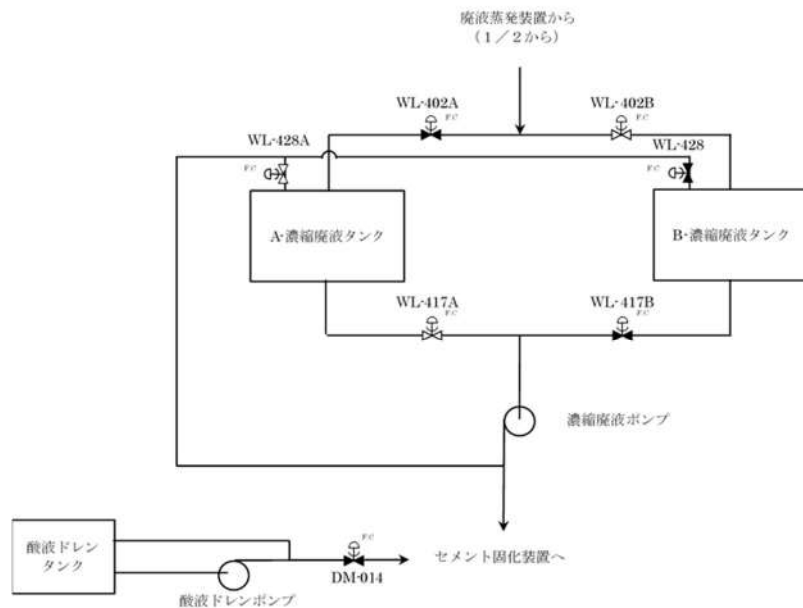 廃液蒸発装置から
(1/2から)
WL-402A
F.C
WL-402B
F.C
WL-428A
F.C
WL-428
F.C
A-濃縮廃液タンク
B-濃縮廃液タンク
WL-417A
F.C
WL-417B
F.C
濃縮廃液ポンプ
酸液ドレン
タンク
F.C
DM-014
セメント固化装置へ
酸液ドレンポンプ